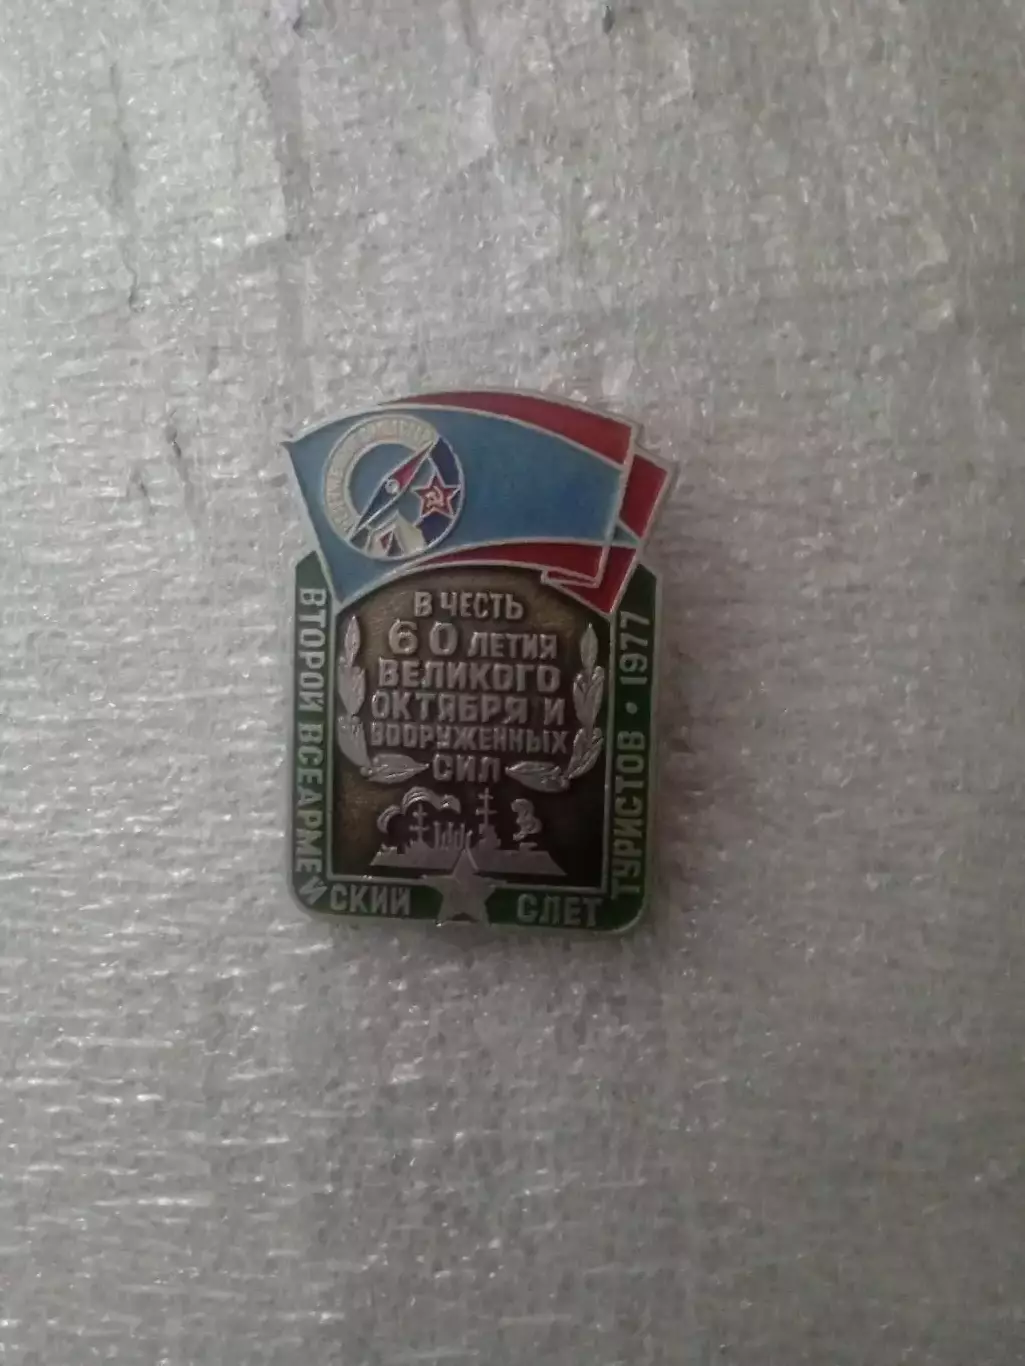 В ЧЕСТЬ
60 ЛЕТИЯ
ВЕЛИКОГО
ОКТЯБРЯ И
ВООРУЖЕННЫХ
СИЛ
ВТОРОЙ ВСЕАРМЕЙСКИЙ СЛЕТ ТУРИСТОВ • 1977